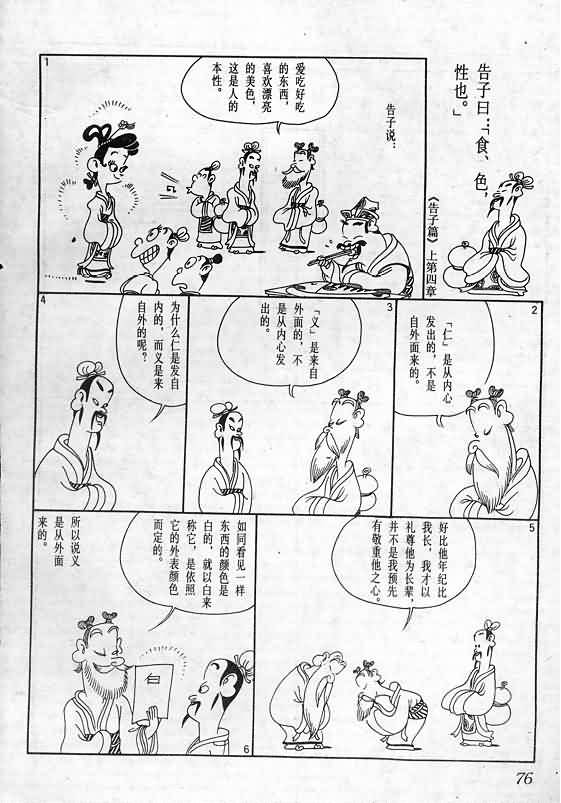 告子曰：「食、色，
性也。」
《告子篇》上第四章
1
告子说：
爱吃好吃
的东西，
喜欢漂亮
的美色，
这是人的
本性。
2
「仁」是从内心
发出的，不是
自外面来的。
3
「义」是来自
外面的，不
是从内心发
出的。
4
为什么仁是发自
内的，而义是来
自外的呢？
5
好比他年纪比
我长，我才以
礼尊他为长辈，
并不是我预先
有敬重他之心。
如同看见一样
东西的颜色是
白的，就以白来
称它，是依照
它的外表颜色
而定的。
白
所以说义
是从外面
来的。
6
76